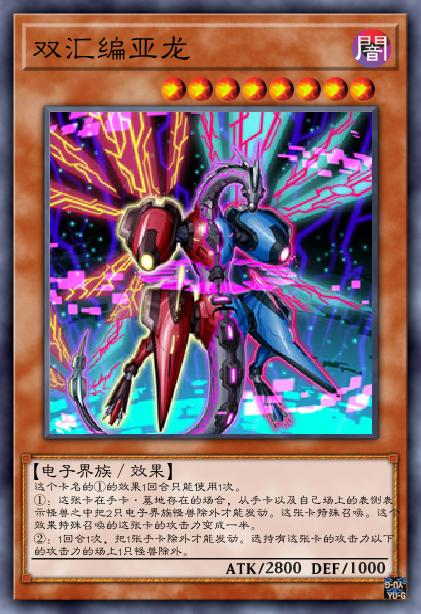 双汇编亚龙
闇
【电子界族／效果】
这个卡名的①的效果1回合只能使用1次。
①：这张卡在手卡·墓地存在的场合，从手卡以及自己场上的表侧表
示怪兽之中把2只电子界族怪兽除外才能发动。这张卡特殊召唤。这个
效果特殊召唤的这张卡的攻击力变成一半。
②：1回合1次，把1张手卡除外才能发动。选持有这张卡的攻击力以下
的攻击力的场上1只怪兽除外。
ATK/2800 DEF/1000